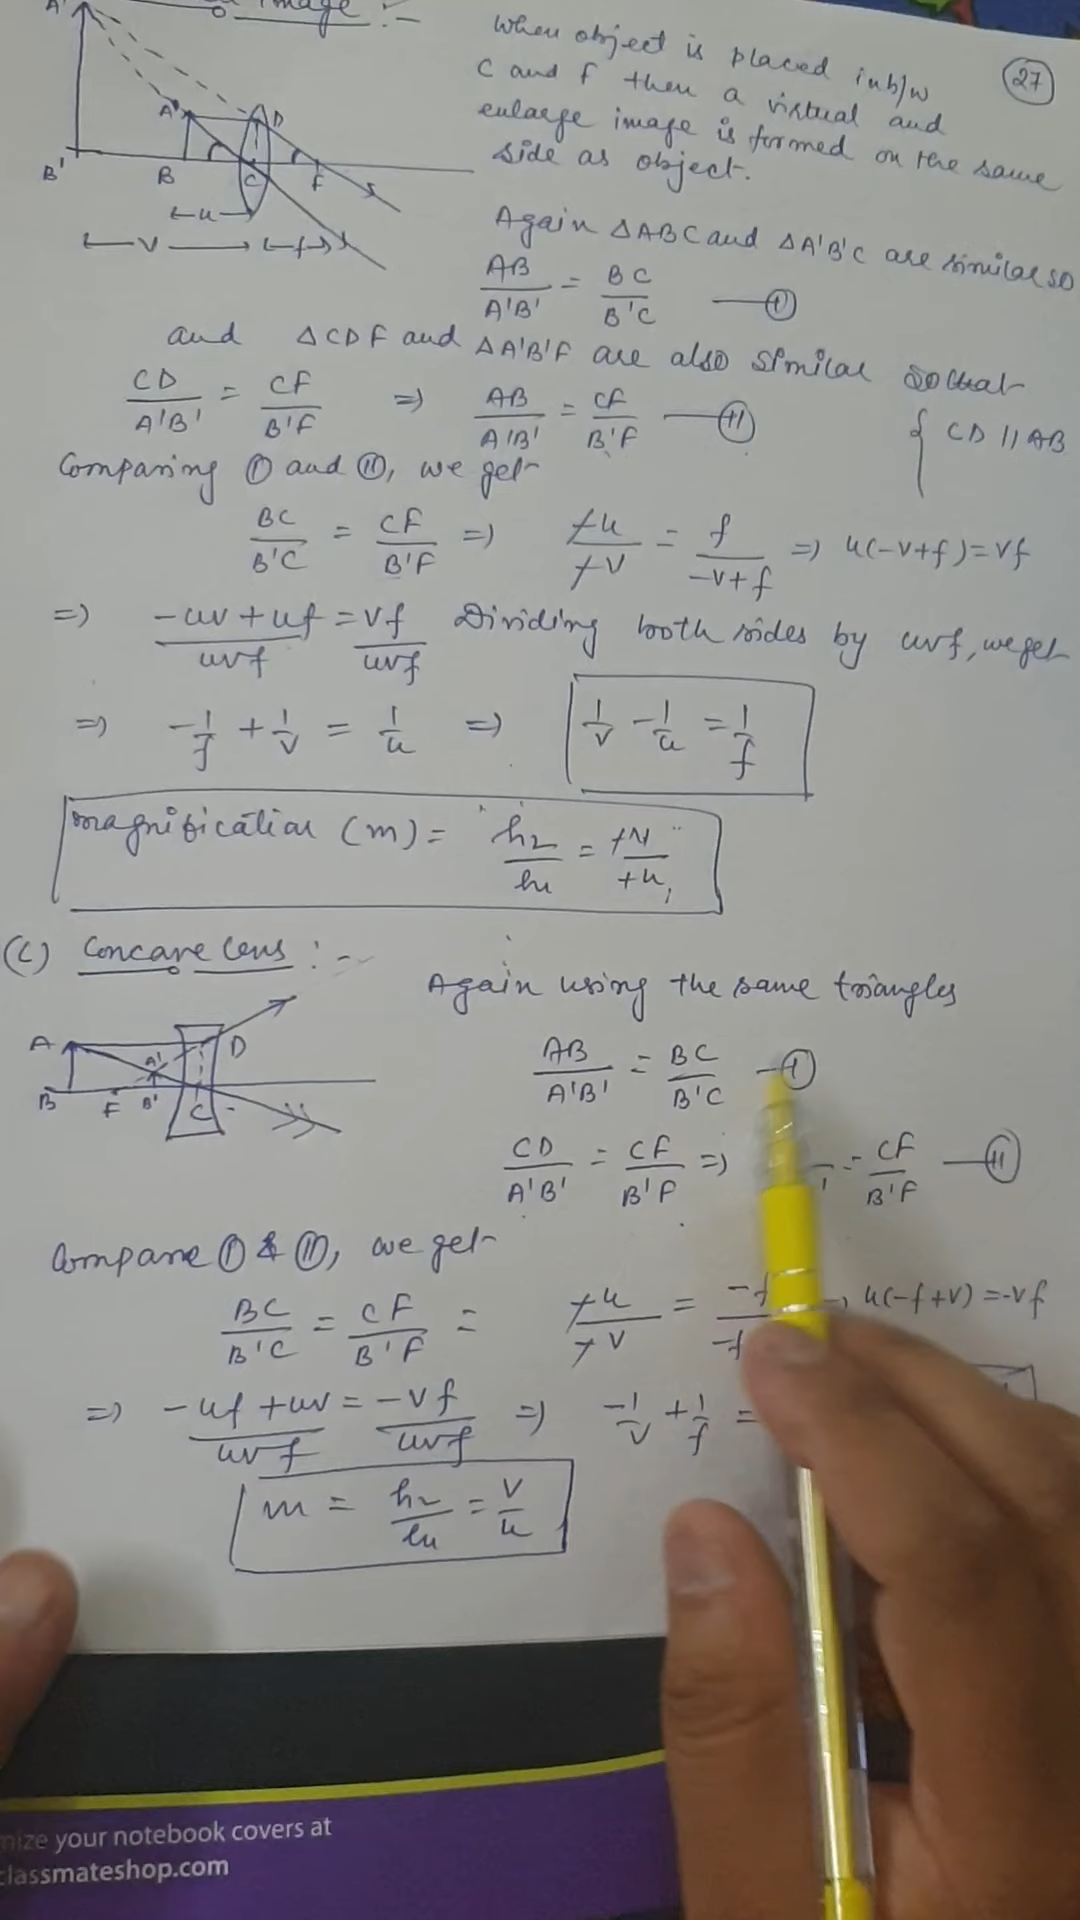 image :-
When object is placed in b/w
(27)
C and f then a virtual and
enlarge image is formed on the same
side as object.
A' A D
B' B C F
u
v f
Again ΔABC and ΔA'B'C are similar so
AB/A'B' = BC/B'C —(I)
and ΔCDF and ΔA'B'F are also similar so that
CD/A'B' = CF/B'F ⇒ AB/A'B' = CF/B'F —(II) { CD || AB
Comparing (I) and (II), we get
BC/B'C = CF/B'F ⇒ +u/+v = f/-v+f ⇒ u(-v+f)=vf
⇒ -uv+uf/uvf = vf/uvf Dividing both sides by uvf, we get
⇒ -1/f + 1/v = 1/u ⇒ 1/v - 1/u = 1/f
magnification (m) = h2/h1 = +v/+u
(C) Concave lens :-
Again using the same triangles
A A' D
B F B' C
AB/A'B' = BC/B'C —(I)
CD/A'B' = CF/B'F ⇒ = CF/B'F —(II)
Compare (I) & (II), we get
BC/B'C = CF/B'F = +u/+v = -f/-f u(-f+v) = -vf
⇒ -uf+uv/uvf = -vf/uvf ⇒ -1/v + 1/f =
m = h2/h1 = v/u
mize your notebook covers at
classmateshop.com